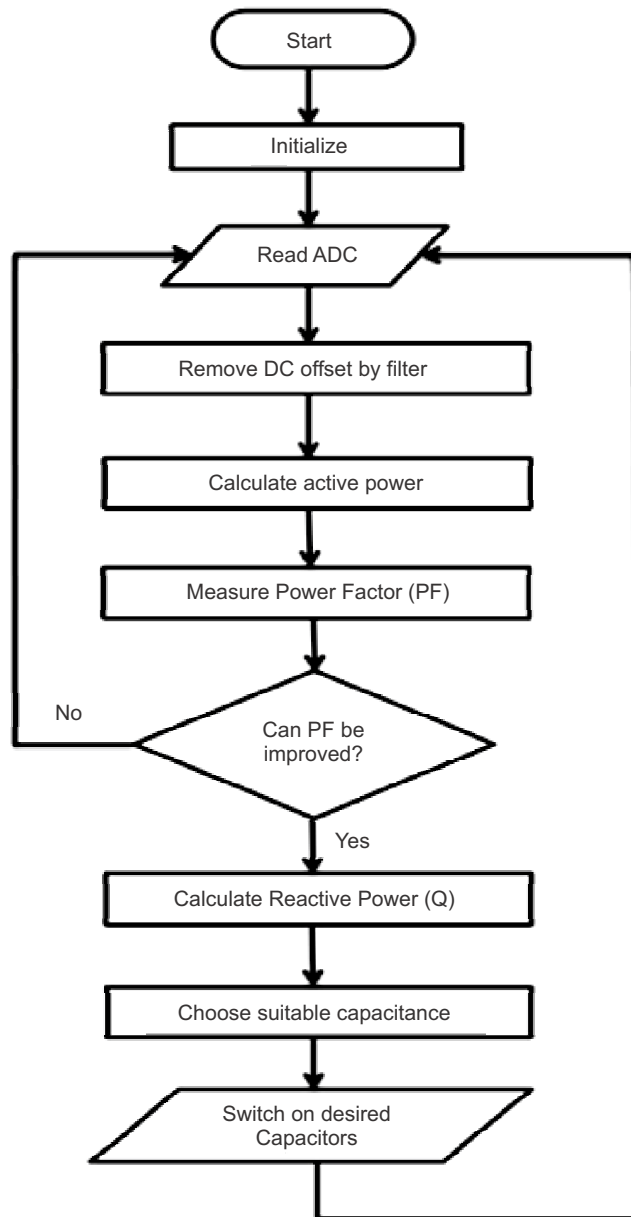 Start
Initialize
Read ADC
Remove DC offset by filter
Calculate active power
Measure Power Factor (PF)
No
Can PF be
improved?
Yes
Calculate Reactive Power (Q)
Choose suitable capacitance
Switch on desired
Capacitors